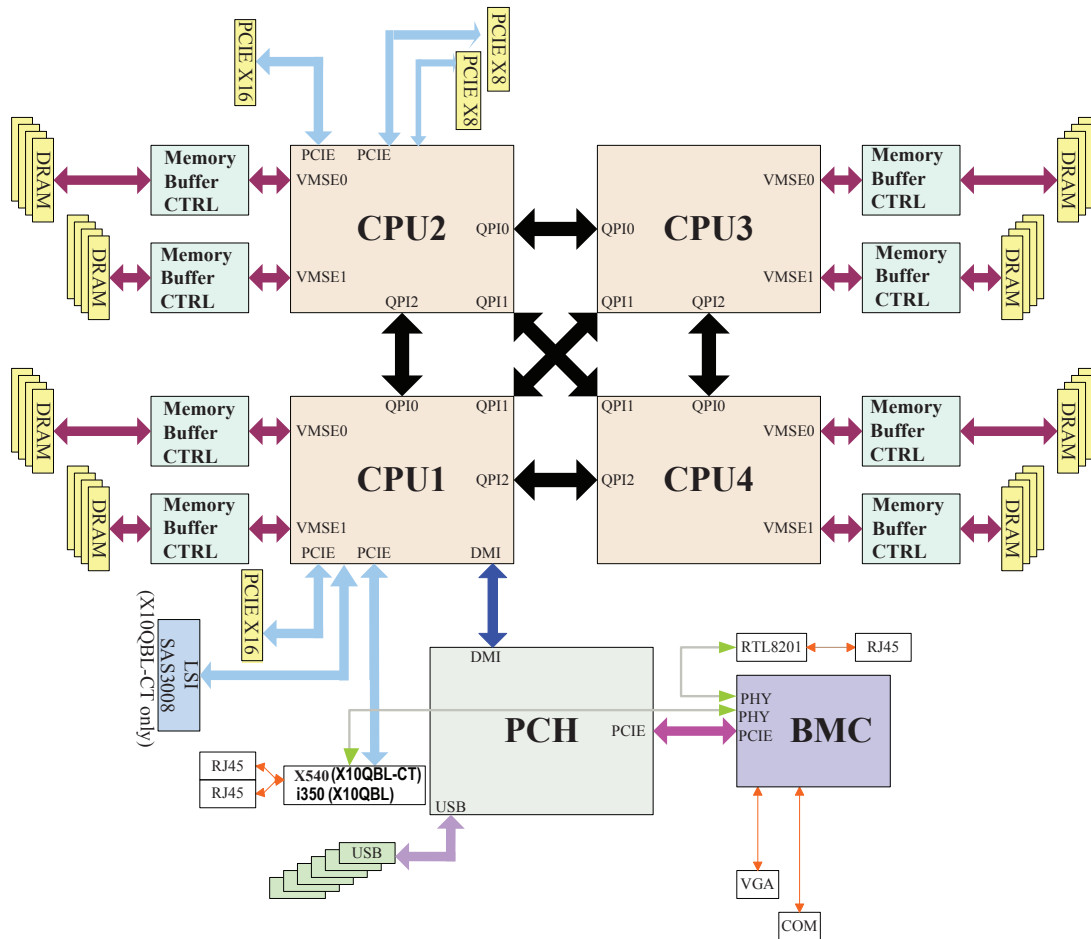 PCIE X16
PCIE X8
PCIE X8
DRAM
Memory
Buffer
CTRL
PCIE
PCIE
VMSE0
CPU2
QPI0
VMSE1
QPI2
QPI1
DRAM
Memory
Buffer
CTRL
VMSE0
QPI0
CPU3
VMSE1
QPI1
QPI2
Memory
Buffer
CTRL
DRAM
Memory
Buffer
CTRL
DRAM
DRAM
Memory
Buffer
CTRL
DRAM
Memory
Buffer
CTRL
QPI0
QPI1
VMSE0
CPU1
QPI2
VMSE1
PCIE
PCIE
DMI
QPI1
QPI0
VMSE0
QPI2
CPU4
VMSE1
Memory
Buffer
CTRL
DRAM
Memory
Buffer
CTRL
DRAM
PCIE X16
LSI
SAS3008
(X10QBL-CT only)
DMI
PCH
PCIE
USB
RTL8201
RJ45
PHY
PHY
PCIE
BMC
RJ45
RJ45
X540 (X10QBL-CT)
i350 (X10QBL)
USB
VGA
COM